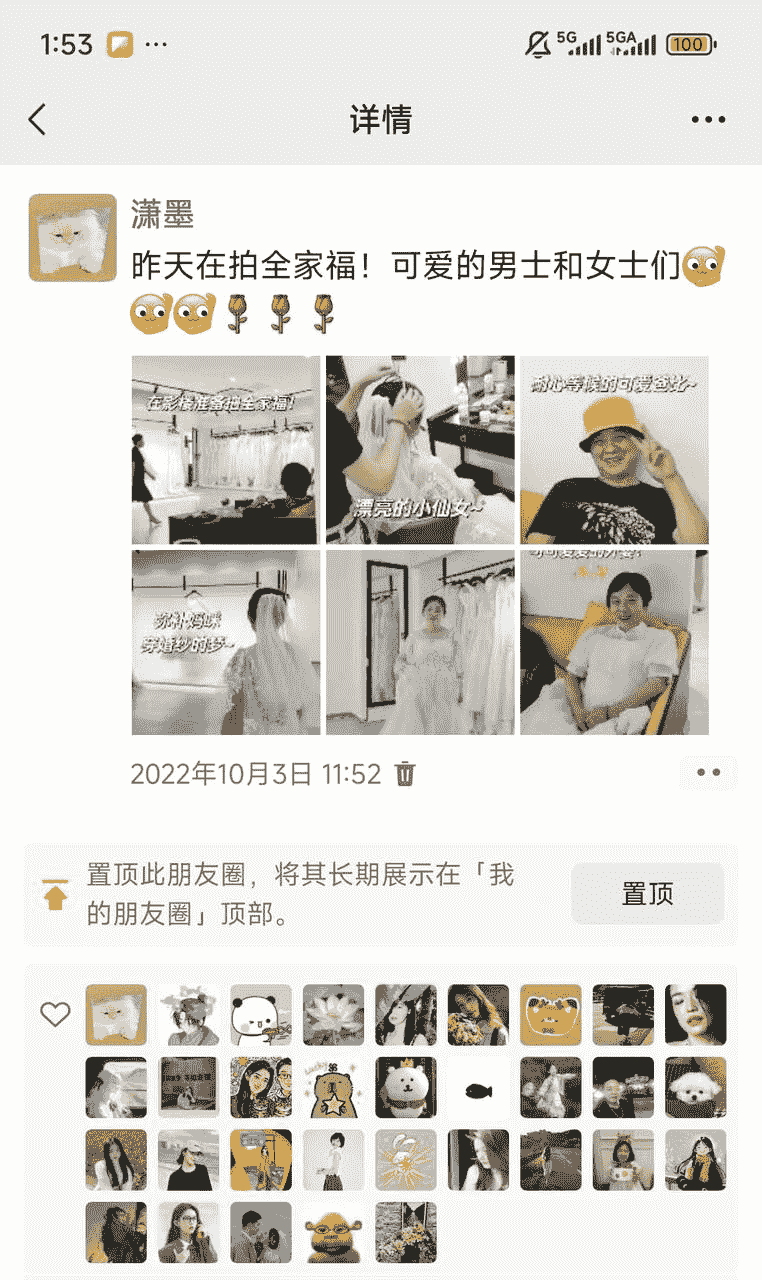 1:53
5G
5GA
100
详情
潇墨
昨天在拍全家福！可爱的男士和女士们
在影楼准备拍全家福！
漂亮的小仙女~
耐心等候的可爱爸比~
弥补妈咪
穿婚纱的梦~
2022年10月3日 11:52
置顶此朋友圈，将其长期展示在「我
的朋友圈」顶部。
置顶
Lucky